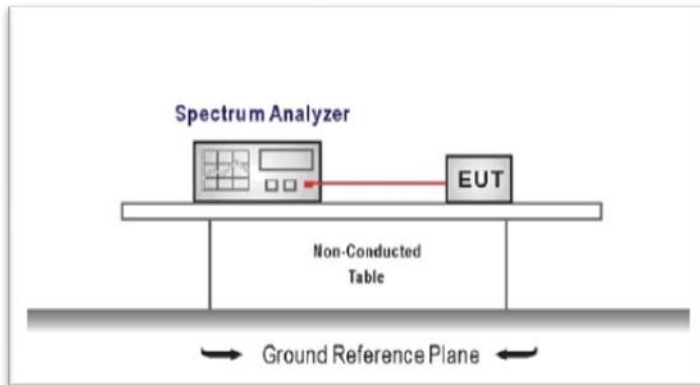 Spectrum Analyzer
EUT
Non-Conducted
Table
Ground Reference Plane